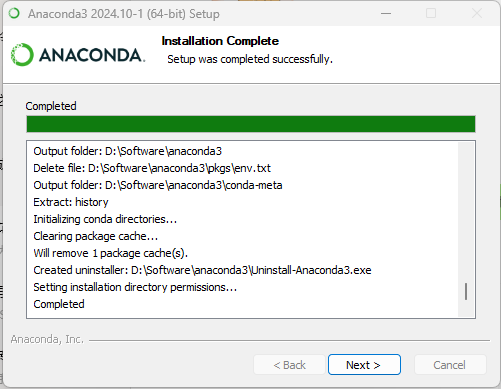 Anaconda3 2024.10-1 (64-bit) Setup
Installation Complete
Setup was completed successfully.
ANACONDA.
Completed
Output folder: D:\Software\anaconda3
Delete file: D:\Software\anaconda3\pkgs\env.txt
Output folder: D:\Software\anaconda3\conda-meta
Extract: history
Initializing conda directories...
Clearing package cache...
Will remove 1 package cache(s).
Created uninstaller: D:\Software\anaconda3\Uninstall-Anaconda3.exe
Setting installation directory permissions...
Completed
Anaconda, Inc.
< Back
Next >
Cancel